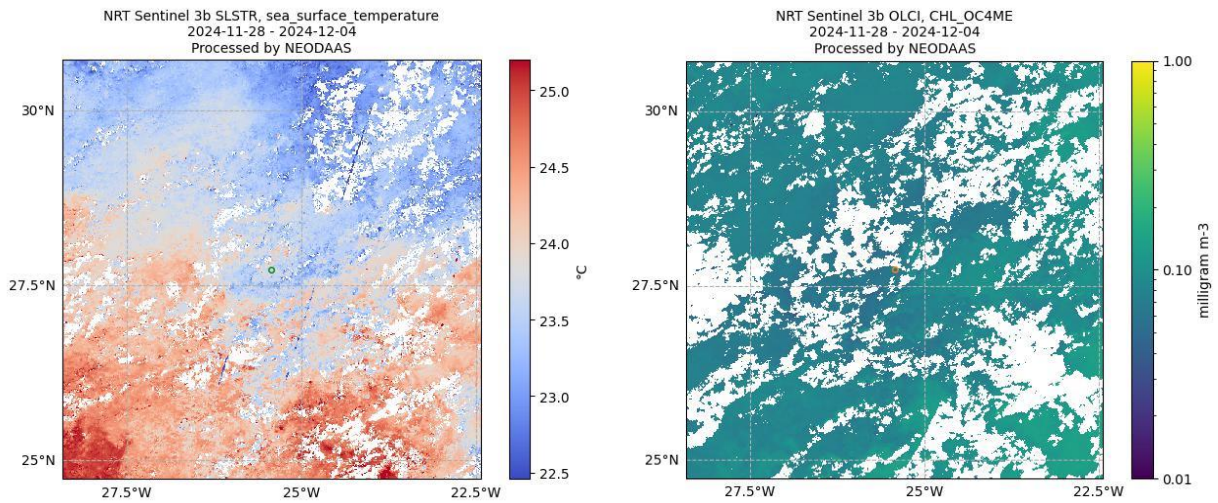 NRT Sentinel 3b SLSTR, sea_surface_temperature
2024-11-28 - 2024-12-04
Processed by NEODAAS
30°N
27.5°N
25°N
27.5°W
25°W
22.5°W
25.0
24.5
24.0
23.5
23.0
22.5
°C
NRT Sentinel 3b OLCI, CHL_OC4ME
2024-11-28 - 2024-12-04
Processed by NEODAAS
30°N
27.5°N
25°N
27.5°W
25°W
22.5°W
1.00
0.10
0.01
milligram m-3